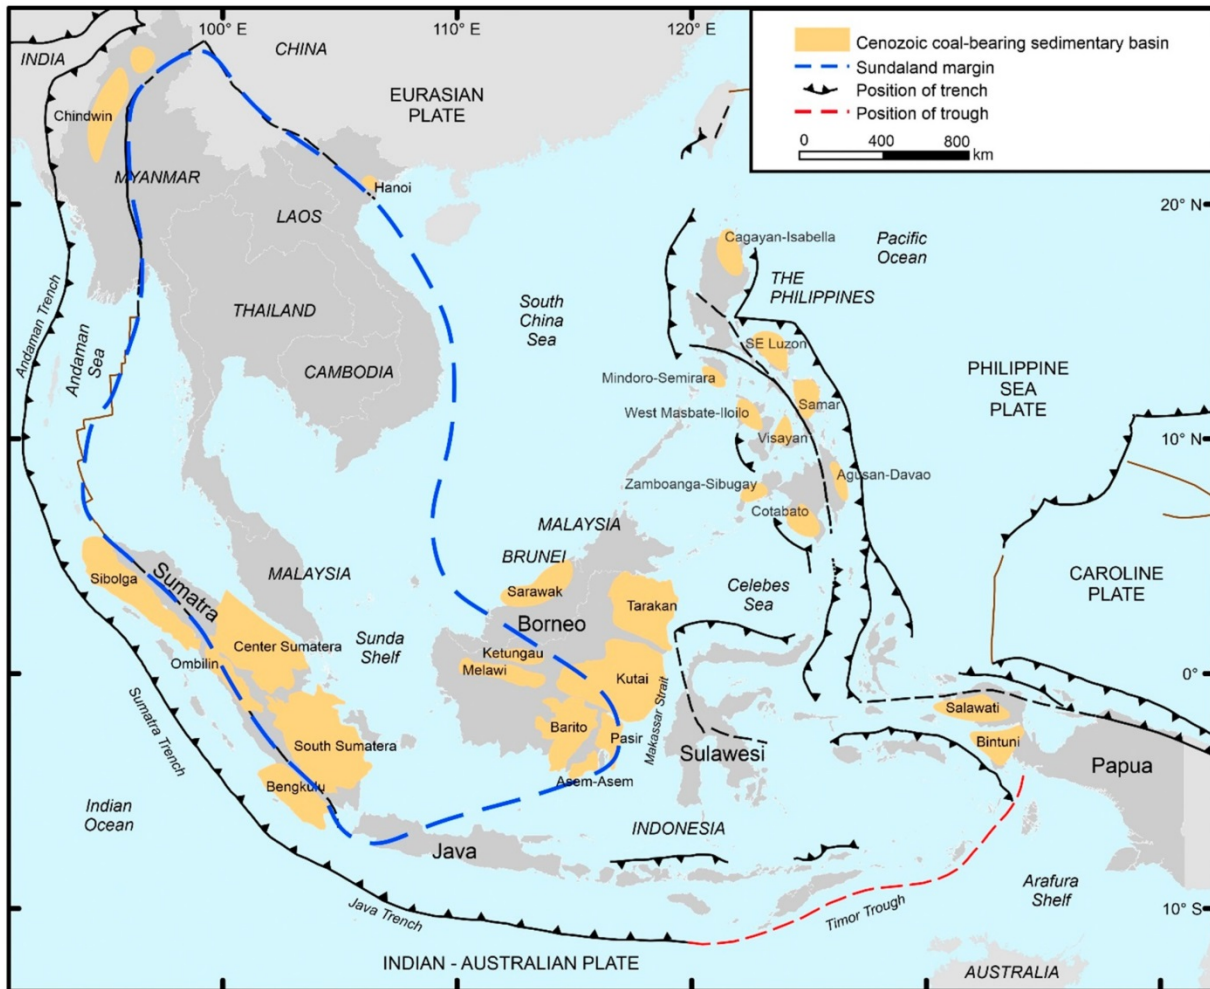 100° E
110° E
120° E
INDIA
CHINA
EURASIAN
PLATE
Cenozoic coal-bearing sedimentary basin
Sundaland margin
Position of trench
Position of trough
0
400
800
km
Chindwin
MYANMAR
Hanoi
LAOS
20° N
Cagayan-Isabella
Pacific
Ocean
THE
PHILIPPINES
Andaman Trench
Andaman
Sea
THAILAND
South
China
Sea
CAMBODIA
SE Luzon
Mindoro-Semirara
PHILIPPINE
SEA
PLATE
West Masbate-Iloilo
Samar
Visayan
10° N
Zamboanga-Sibugay
Agusan-Davao
Cotabato
MALAYSIA
BRUNEI
Sibolga
Sumatra
MALAYSIA
Sarawak
Tarakan
Celebes
Sea
CAROLINE
PLATE
Borneo
Center Sumatera
Sunda
Shelf
Ombilin
Ketungau
Melawi
Kutai
0°
Sumatra Trench
Makassar Strait
Salawati
South Sumatera
Barito
Pasir
Bintuni
Sulawesi
Papua
Bengkulu
Asem-Asem
Indian
Ocean
INDONESIA
Java
Java Trench
Timor Trough
Arafura
Shelf
10° S
INDIAN - AUSTRALIAN PLATE
AUSTRALIA